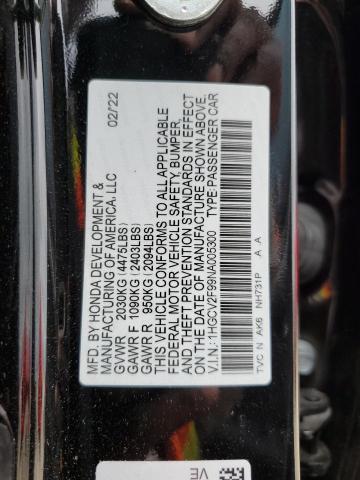 MFD. BY HONDA DEVELOPMENT &
MANUFACTURING OF AMERICA, LLC 02/22
GVWR 2030KG (4475LBS)
GAWR F 1090KG (2403LBS)
GAWR R 950KG (2094LBS)
THIS VEHICLE CONFORMS TO ALL APPLICABLE
FEDERAL MOTOR VEHICLE SAFETY, BUMPER,
AND THEFT PREVENTION STANDARDS IN EFFECT
ON THE DATE OF MANUFACTURE SHOWN ABOVE.
V.I.N.: 1HGCV2F99NA005300 TYPE: PASSENGER CAR
TVC N AK6 NH731P A A
VE